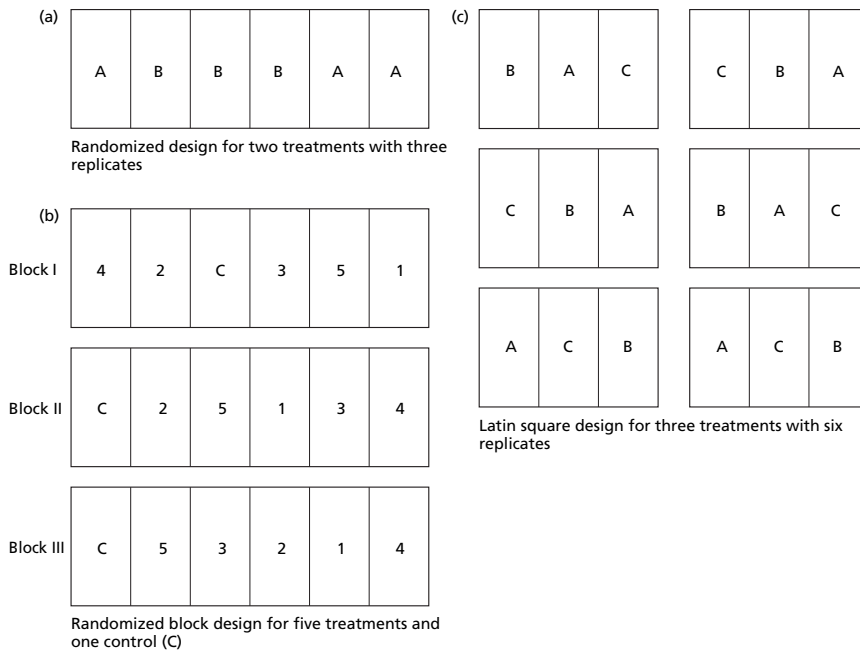 (a)
A B B B A A
Randomized design for two treatments with three
replicates
(b)
Block I 4 2 C 3 5 1
Block II C 2 5 1 3 4
Block III C 5 3 2 1 4
Randomized block design for five treatments and
one control (C)
(c)
B A C C B A
C B A B A C
A C B A C B
Latin square design for three treatments with six
replicates